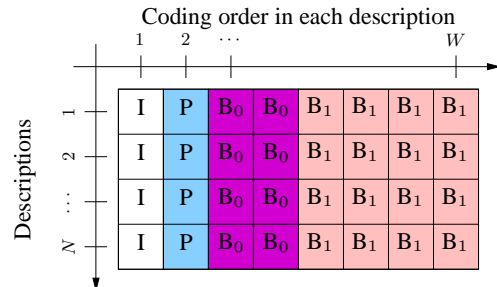 Coding order in each description
1 2 ··· W
Descriptions
1 I P B₀ B₀ B₁ B₁ B₁ B₁
2 I P B₀ B₀ B₁ B₁ B₁ B₁
··· I P B₀ B₀ B₁ B₁ B₁ B₁
N I P B₀ B₀ B₁ B₁ B₁ B₁